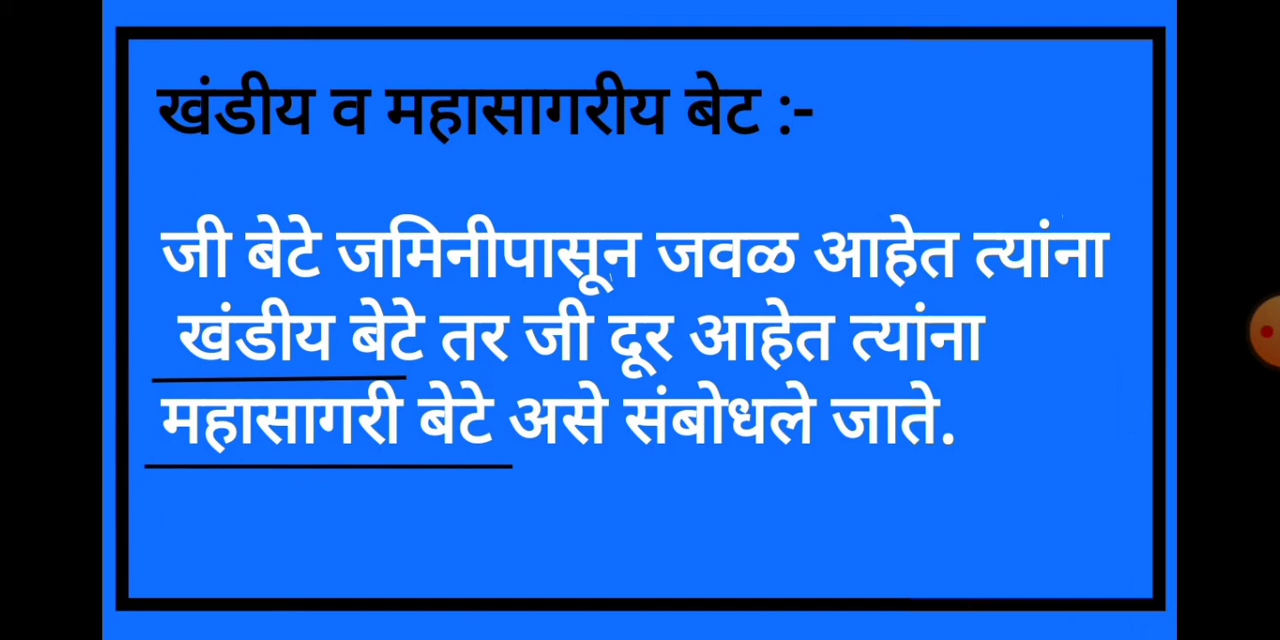 खंडीय व महासागरीय बेट :-
जी बेटे जमिनीपासून जवळ आहेत त्यांना
खंडीय बेटे तर जी दूर आहेत त्यांना
महासागरी बेटे असे संबोधले जाते.